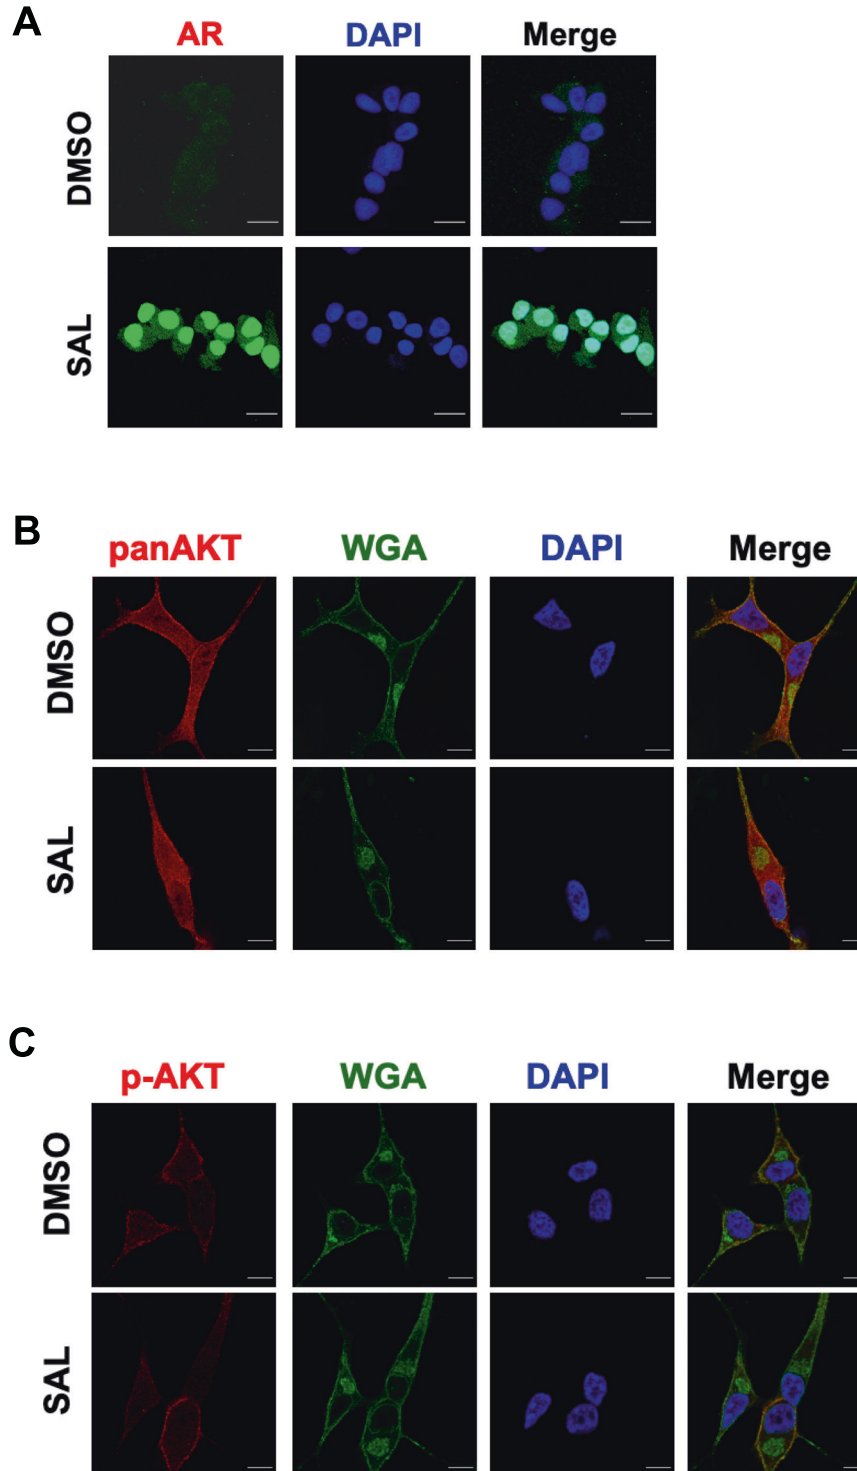 A
AR DAPI Merge
DMSO
SAL
B
panAKT WGA DAPI Merge
DMSO
SAL
C
p-AKT WGA DAPI Merge
DMSO
SAL